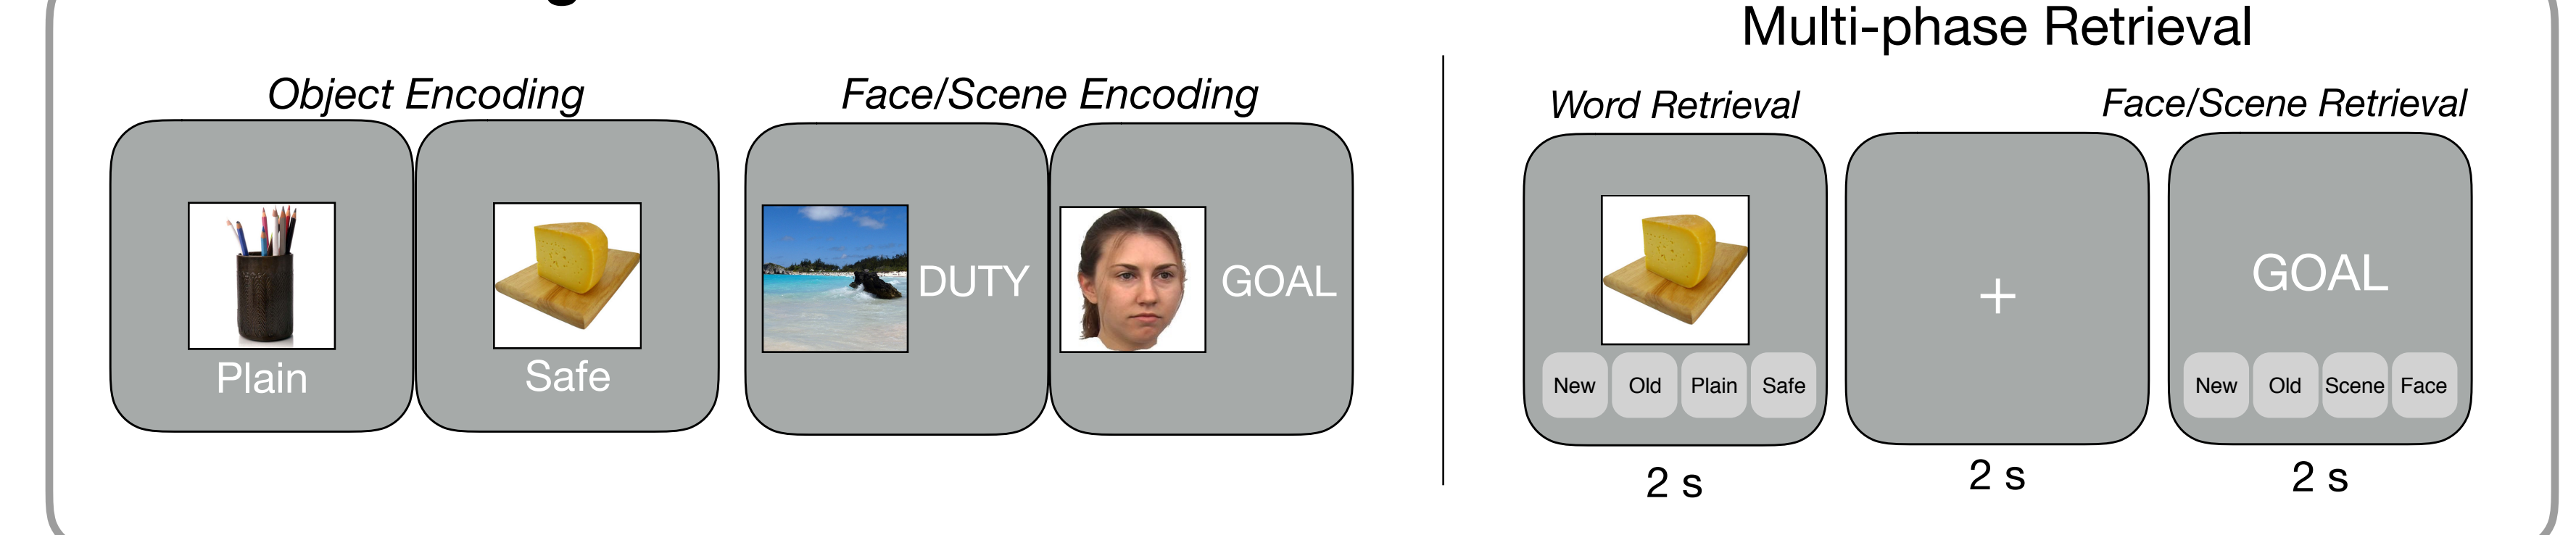 Multi-phase Retrieval
Object Encoding
Face/Scene Encoding
Word Retrieval
Face/Scene Retrieval
Plain
Safe
DUTY
GOAL
New Old Plain Safe
+
GOAL
New Old Scene Face
2 s
2 s
2 s